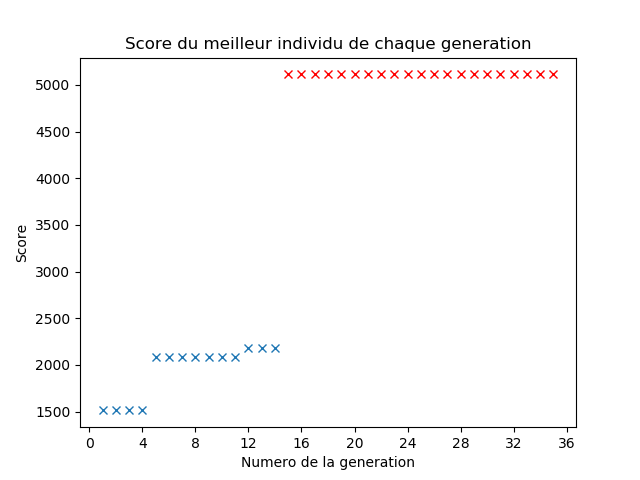 Score du meilleur individu de chaque generation
5000
4500
4000
3500
3000
2500
2000
1500
Score
0 4 8 12 16 20 24 28 32 36
Numero de la generation